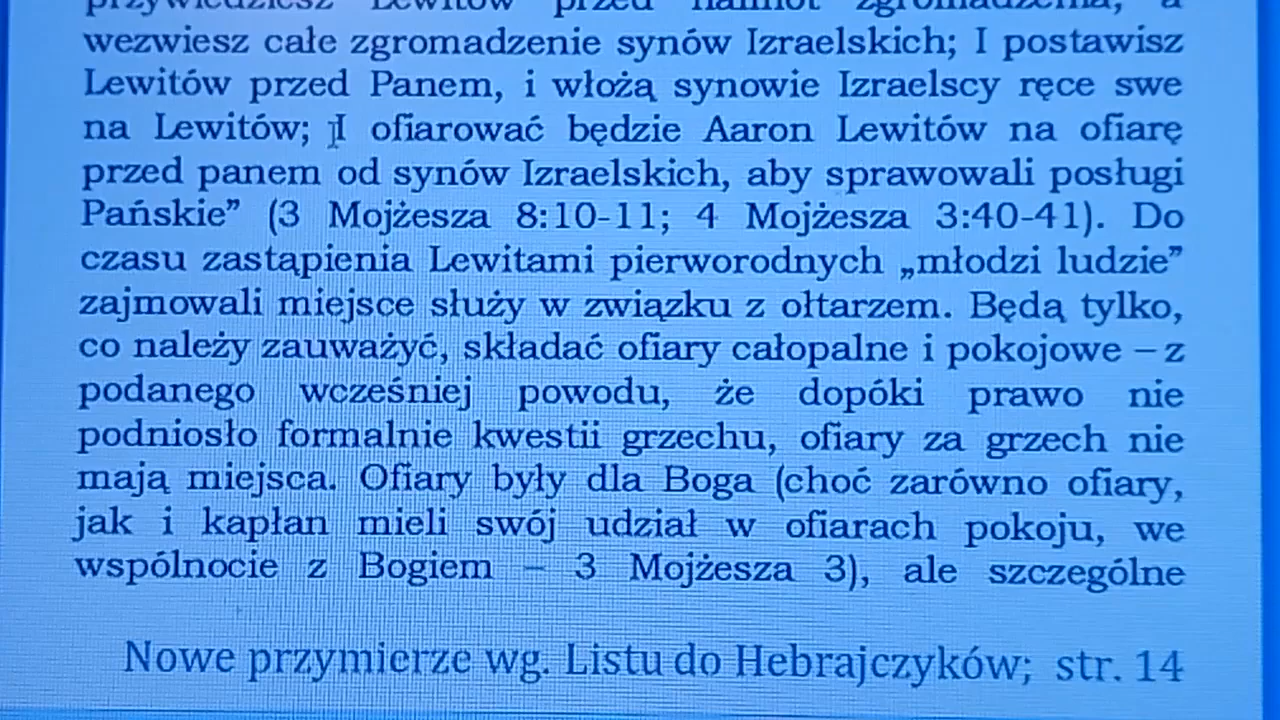 przywiedziesz Lewitów przed namiot zgromadzenia, a
wezwiesz całe zgromadzenie synów Izraelskich; I postawisz
Lewitów przed Panem, i włożą synowie Izraelscy ręce swe
na Lewitów; I ofiarować będzie Aaron Lewitów na ofiarę
przed panem od synów Izraelskich, aby sprawowali posługi
Pańskie” (3 Mojżesza 8:10-11; 4 Mojżesza 3:40-41). Do
czasu zastąpienia Lewitami pierworodnych „młodzi ludzie”
zajmowali miejsce służy w związku z ołtarzem. Będą tylko,
co należy zauważyć, składać ofiary całopalne i pokojowe – z
podanego wcześniej powodu, że dopóki prawo nie
podniosło formalnie kwestii grzechu, ofiary za grzech nie
mają miejsca. Ofiary były dla Boga (choć zarówno ofiary,
jak i kapłan mieli swój udział w ofiarach pokoju, we
wspólnocie z Bogiem – 3 Mojżesza 3), ale szczególne
Nowe przymierze wg. Listu do Hebrajczyków; str. 14